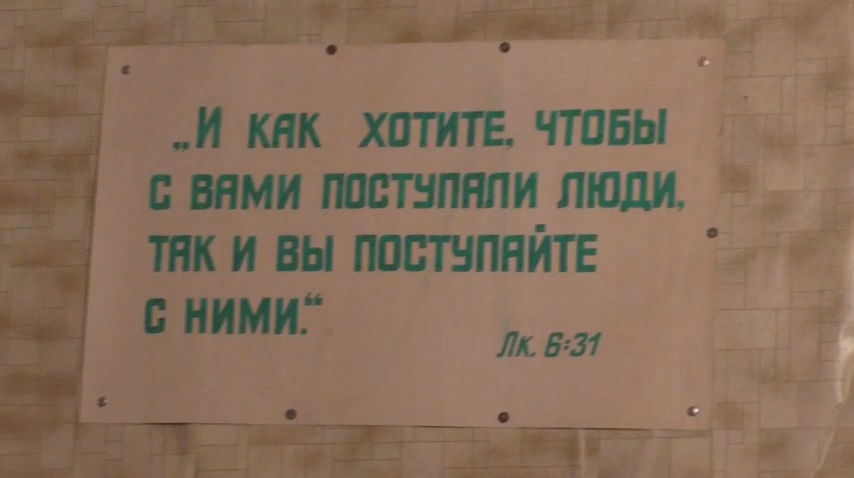 „И КАК ХОТИТЕ, ЧТОБЫ
С ВАМИ ПОСТУПАЛИ ЛЮДИ,
ТАК И ВЫ ПОСТУПАЙТЕ
С НИМИ.“
Лк. 6:31